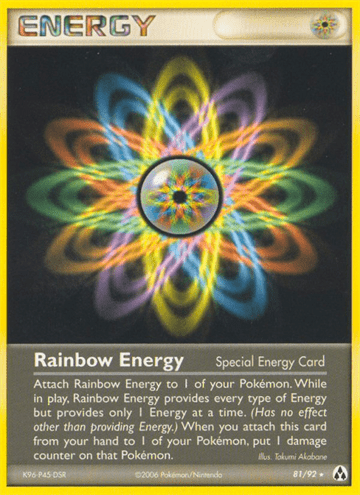 ENERGY
Rainbow Energy Special Energy Card
Attach Rainbow Energy to 1 of your Pokémon. While
in play, Rainbow Energy provides every type of Energy
but provides only 1 Energy at a time. (Has no effect
other than providing Energy.) When you attach this
card from your hand to 1 of your Pokémon, put 1 damage
counter on that Pokémon.
Illus. Takumi Akabane
K96-P45-DSR ©2006 Pokémon/Nintendo 81/92 ★